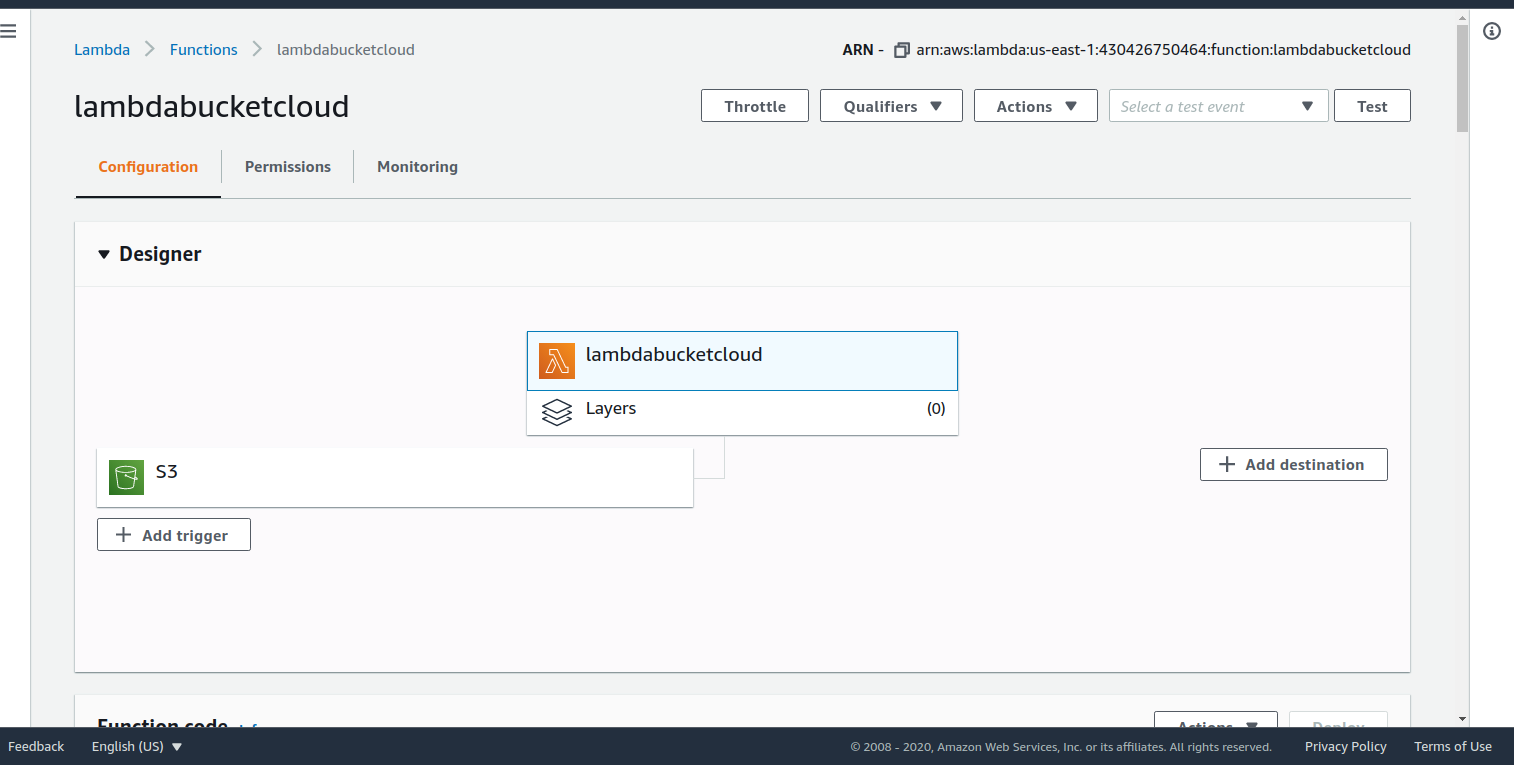 Lambda Functions lambdabucketcloud
ARN - arn:aws:lambda:us-east-1:430426750464:function:lambdabucketcloud
lambdabucketcloud
Throttle Qualifiers Actions Select a test event Test
Configuration Permissions Monitoring
Designer
lambdabucketcloud
Layers (0)
S3
Add destination
Add trigger
Function code
Actions Deploy
Feedback English (US) © 2008 - 2020, Amazon Web Services, Inc. or its affiliates. All rights reserved. Privacy Policy Terms of Use